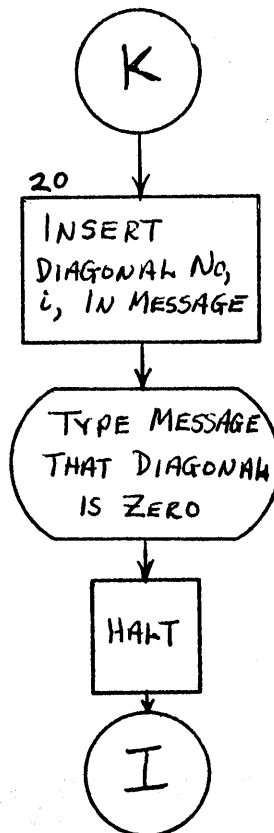 K
20
INSERT
DIAGONAL NO,
i, IN MESSAGE
TYPE MESSAGE
THAT DIAGONAL
IS ZERO
HALT
I